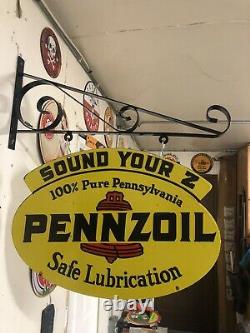 SOUND YOUR Z
100% Pure Pennsylvania
PENNZOIL
Safe Lubrication